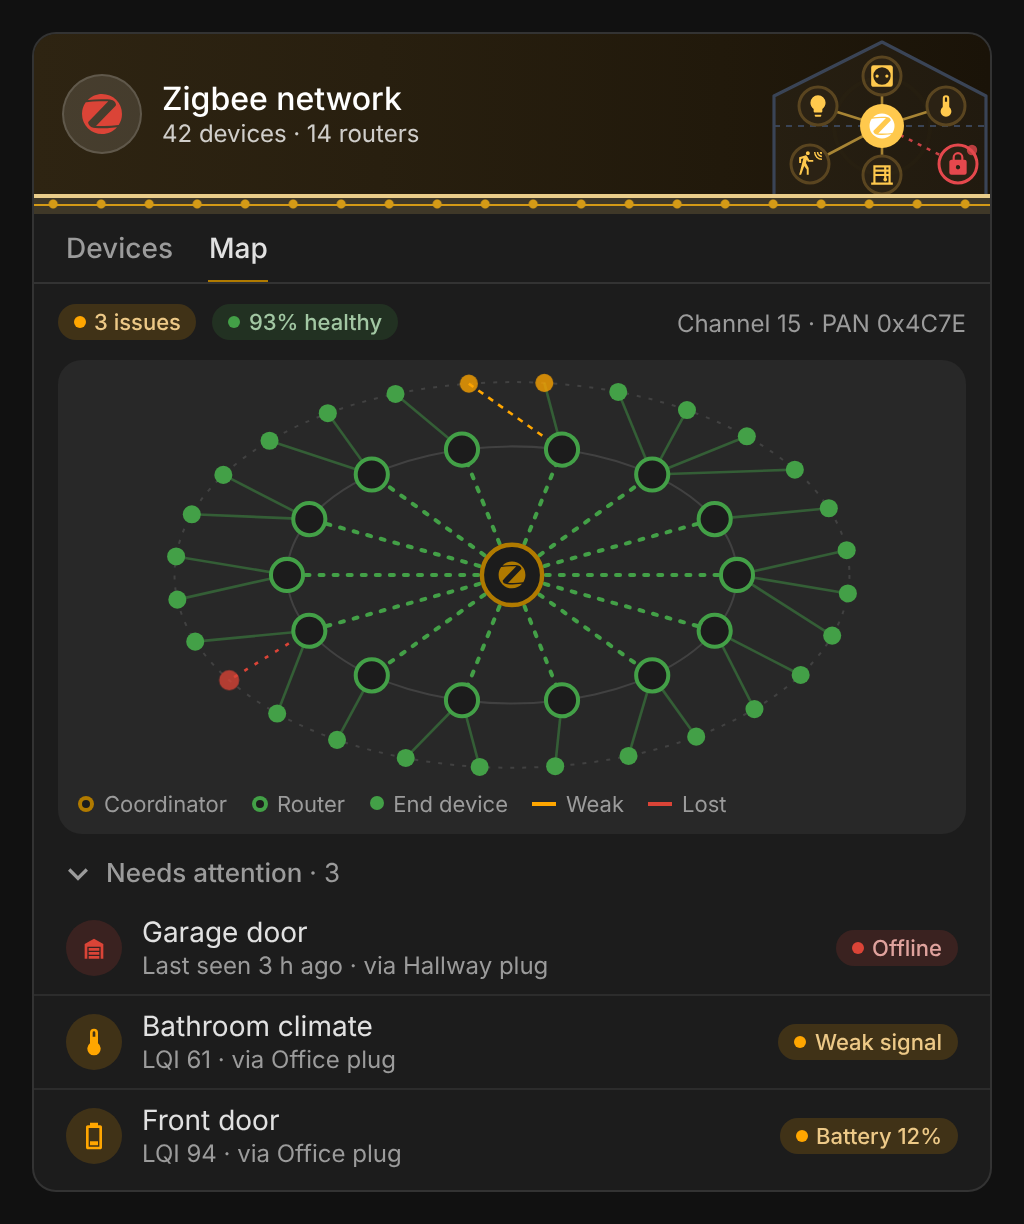 Zigbee network
42 devices · 14 routers
Devices Map
3 issues 93% healthy Channel 15 · PAN 0x4C7E
Coordinator Router End device Weak Lost
Needs attention · 3
Garage door
Last seen 3 h ago · via Hallway plug
Offline
Bathroom climate
LQI 61 · via Office plug
Weak signal
Front door
LQI 94 · via Office plug
Battery 12%